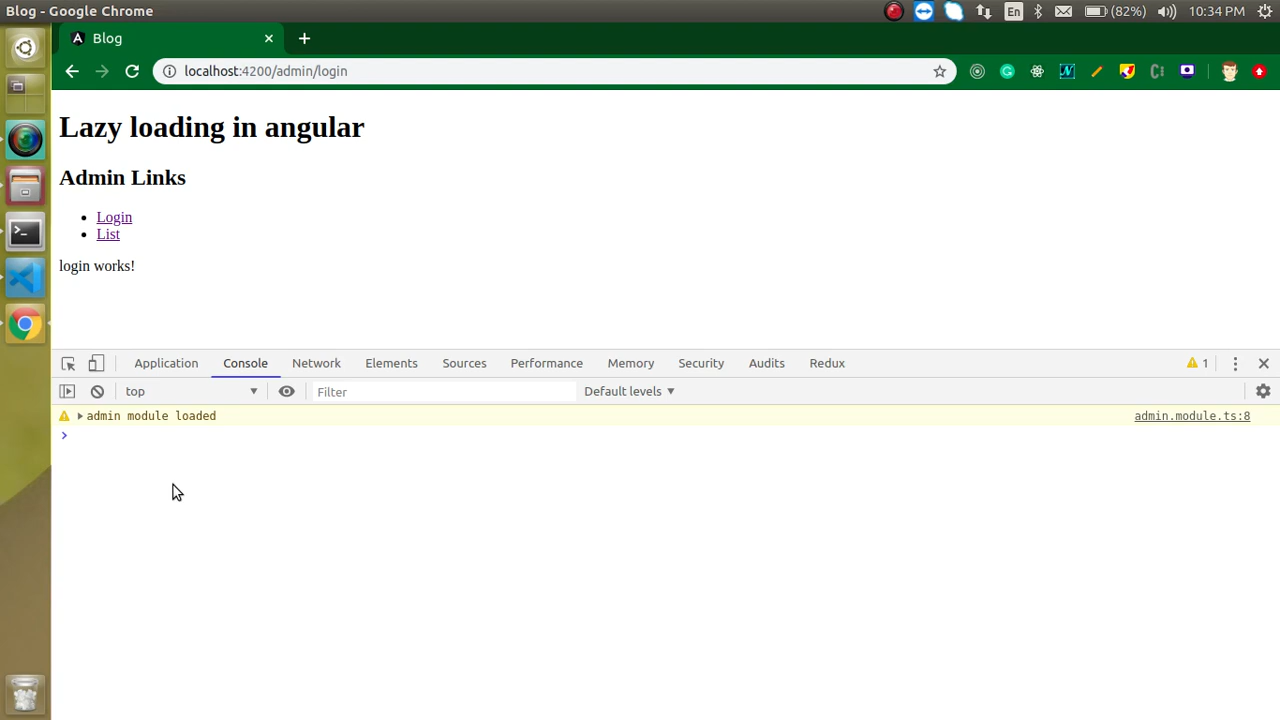 Blog - Google Chrome
En
(82%)
10:34 PM
Blog
localhost:4200/admin/login
Lazy loading in angular
Admin Links
Login
List
login works!
Application
Console
Network
Elements
Sources
Performance
Memory
Security
Audits
Redux
1
top
Filter
Default levels
admin module loaded
admin.module.ts:8